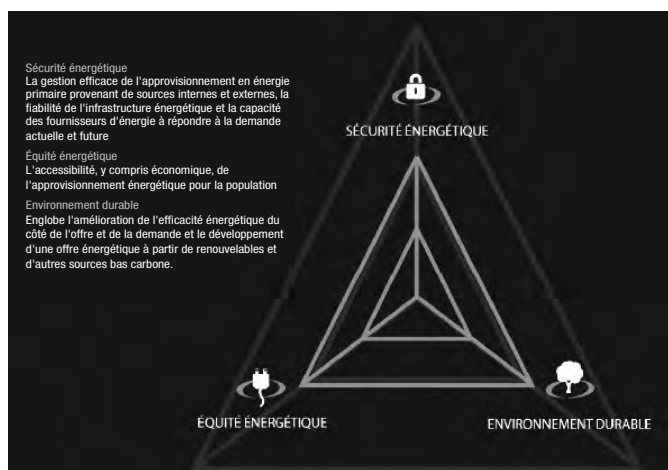 Sécurité énergétique
La gestion efficace de l'approvisionnement en énergie
primaire provenant de sources internes et externes, la
fiabilité de l'infrastructure énergétique et la capacité
des fournisseurs d'énergie à répondre à la demande
actuelle et future
Équité énergétique
L'accessibilité, y compris économique, de
l'approvisionnement énergétique pour la population
Environnement durable
Englobe l'amélioration de l'efficacité énergétique du
côté de l'offre et de la demande et le développement
d'une offre énergétique à partir de renouvelables et
d'autres sources bas carbone.
SÉCURITÉ ÉNERGÉTIQUE
ÉQUITÉ ÉNERGÉTIQUE
ENVIRONNEMENT DURABLE